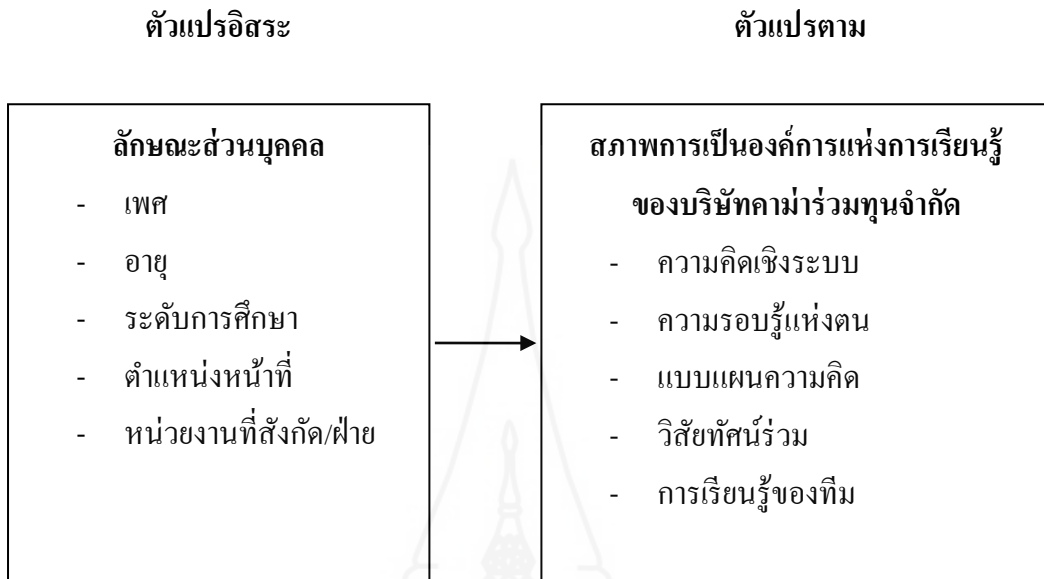 ตัวแปรอิสระ
ตัวแปรตาม
ลักษณะส่วนบุคคล
- เพศ
- อายุ
- ระดับการศึกษา
- ตำแหน่งหน้าที่
- หน่วยงานที่สังกัด/ฝ่าย
สภาพการเป็นองค์การแห่งการเรียนรู้
ของบริษัทคาม่าร่วมทุนจำกัด
- ความคิดเชิงระบบ
- ความรอบรู้แห่งตน
- แบบแผนความคิด
- วิสัยทัศน์ร่วม
- การเรียนรู้ของทีม